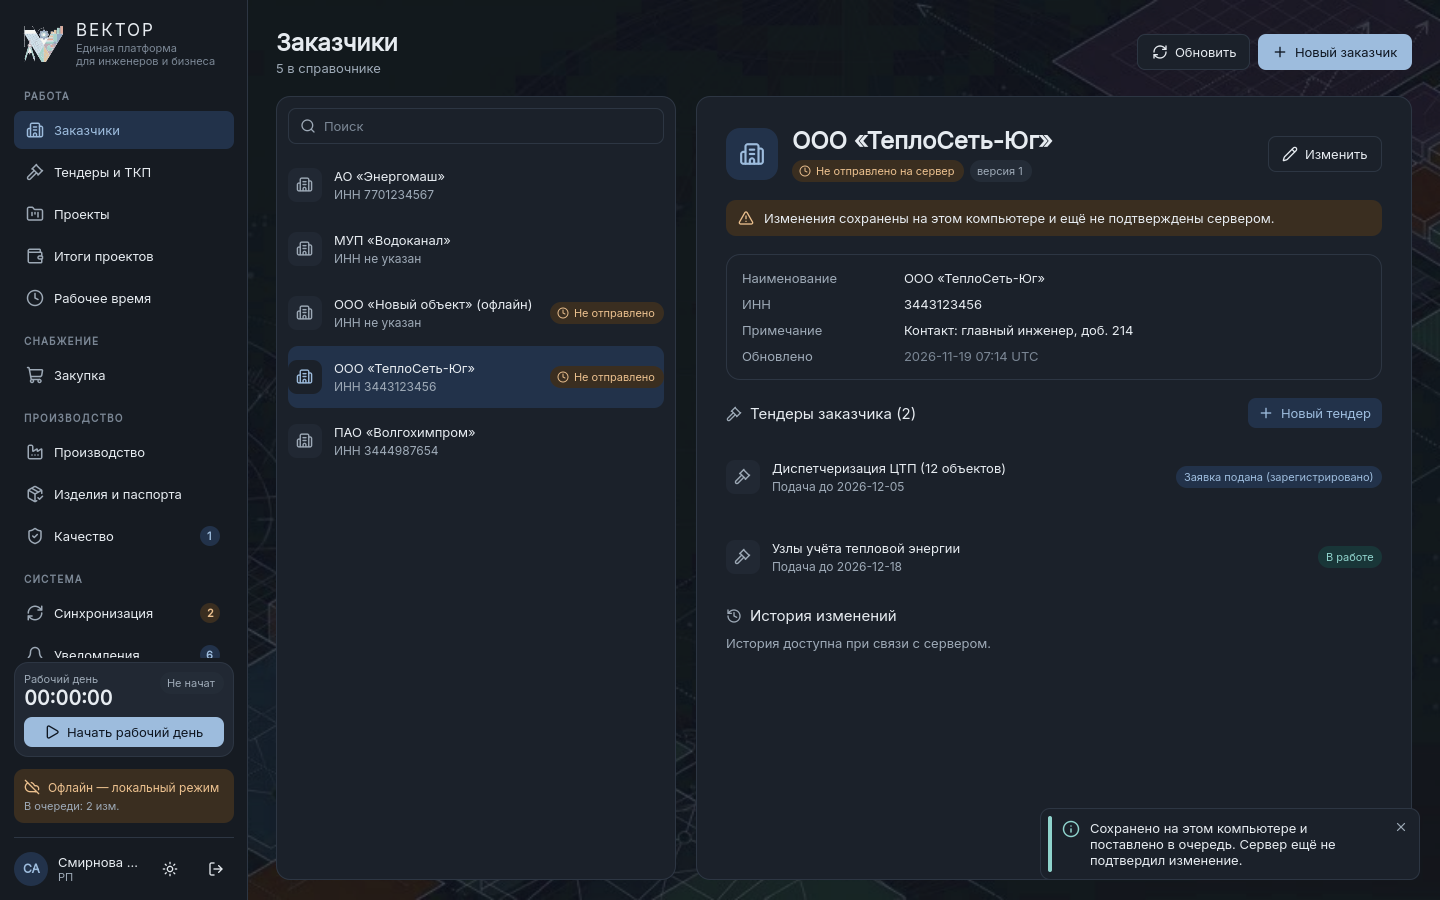 ВЕКТОР
Единая платформа
для инженеров и бизнеса
РАБОТА
Заказчики
Тендеры и ТКП
Проекты
Итоги проектов
Рабочее время
СНАБЖЕНИЕ
Закупка
ПРОИЗВОДСТВО
Производство
Изделия и паспорта
Качество 1
СИСТЕМА
Синхронизация 2
Уведомления 6
Рабочий день
Не начат
00:00:00
Начать рабочий день
Офлайн — локальный режим
В очереди: 2 изм.
СА
Смирнова ...
РП
Заказчики
5 в справочнике
Обновить
Новый заказчик
Поиск
АО «Энергомаш»
ИНН 7701234567
МУП «Водоканал»
ИНН не указан
ООО «Новый объект» (офлайн)
ИНН не указан
Не отправлено
ООО «ТеплоСеть-Юг»
ИНН 3443123456
Не отправлено
ПАО «Волгохимпром»
ИНН 3444987654
ООО «ТеплоСеть-Юг»
Не отправлено на сервер
версия 1
Изменить
Изменения сохранены на этом компьютере и ещё не подтверждены сервером.
Наименование ООО «ТеплоСеть-Юг»
ИНН 3443123456
Примечание Контакт: главный инженер, доб. 214
Обновлено 2026-11-19 07:14 UTC
Тендеры заказчика (2)
Новый тендер
Диспетчеризация ЦТП (12 объектов)
Подача до 2026-12-05
Заявка подана (зарегистрировано)
Узлы учёта тепловой энергии
Подача до 2026-12-18
В работе
История изменений
История доступна при связи с сервером.
Сохранено на этом компьютере и
поставлено в очередь. Сервер ещё не
подтвердил изменение.